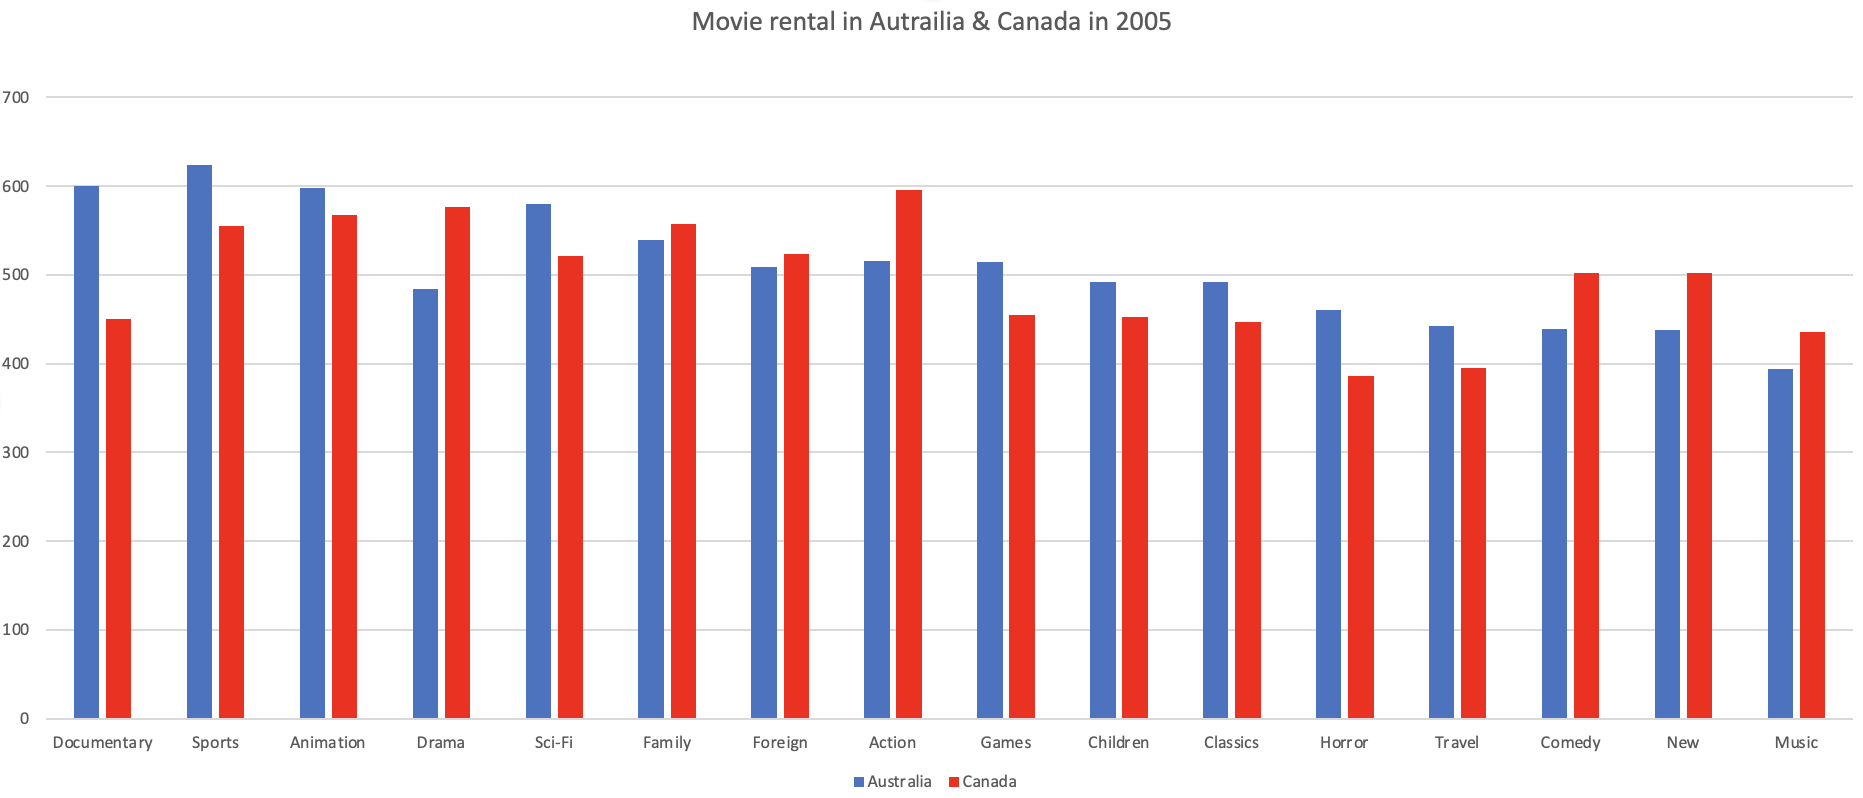 Movie rental in Autrailia & Canada in 2005
700
600
500
400
300
200
100
0
Documentary Sports Animation Drama Sci-Fi Family Foreign Action Games Children Classics Horror Travel Comedy New Music
Australia Canada